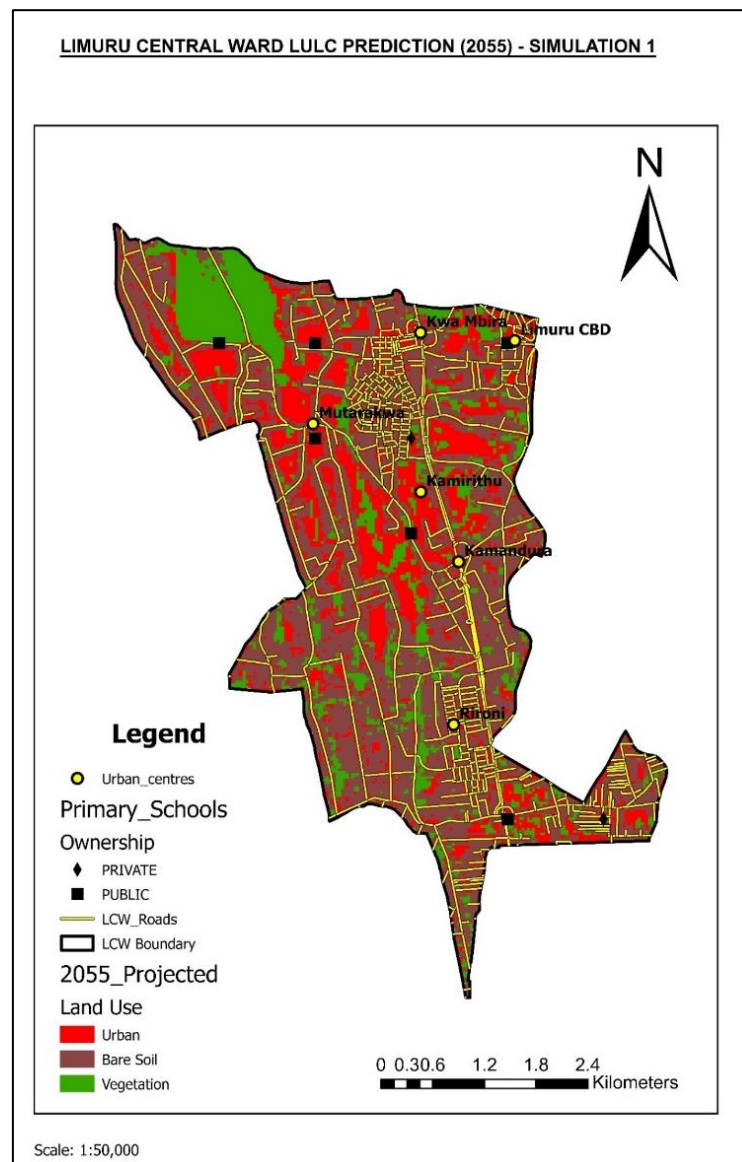 LIMURU CENTRAL WARD LULC PREDICTION (2055) - SIMULATION 1
N
Kwa Mbira
Limuru CBD
Mutarakwa
Kamirithu
Kamandura
Rironi
Legend
Urban_centres
Primary_Schools
Ownership
PRIVATE
PUBLIC
LCW_Roads
LCW Boundary
2055_Projected
Land Use
Urban
Bare Soil
Vegetation
0 0.30.6 1.2 1.8 2.4
Kilometers
Scale: 1:50,000